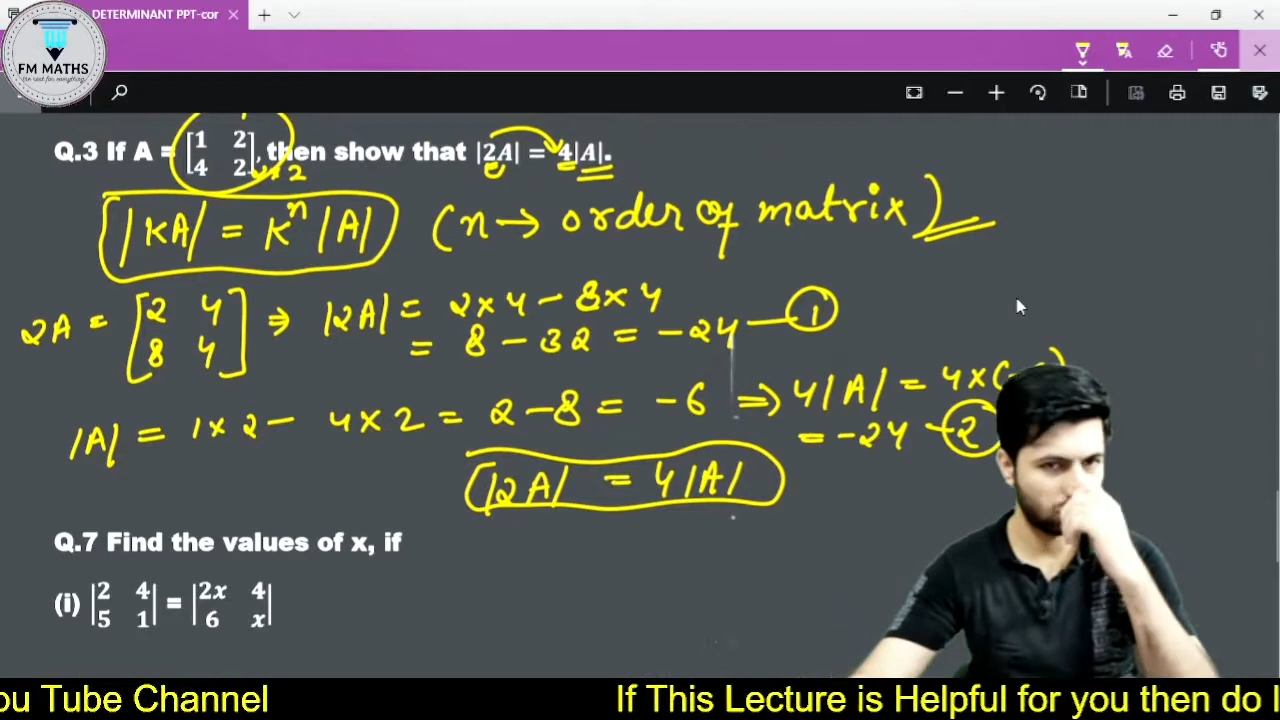 DETERMINANT PPT-cor
FM MATHS
Q.3 If A = [1 2
4 2], then show that |2A| = 4|A|.
×2
|KA| = K^n |A| (n → order of matrix)
2A = [2 4
8 4] ⇒ |2A| = 2×4 - 8×4
= 8 - 32 = -24 — 1
|A| = 1×2 - 4×2 = 2-8 = -6 ⇒ 4|A| = 4×(
= -24 — 2
|2A| = 4|A|
Q.7 Find the values of x, if
(i) |2 4
5 1| = |2x 4
6 x|
ou Tube Channel If This Lecture is Helpful for you then do l